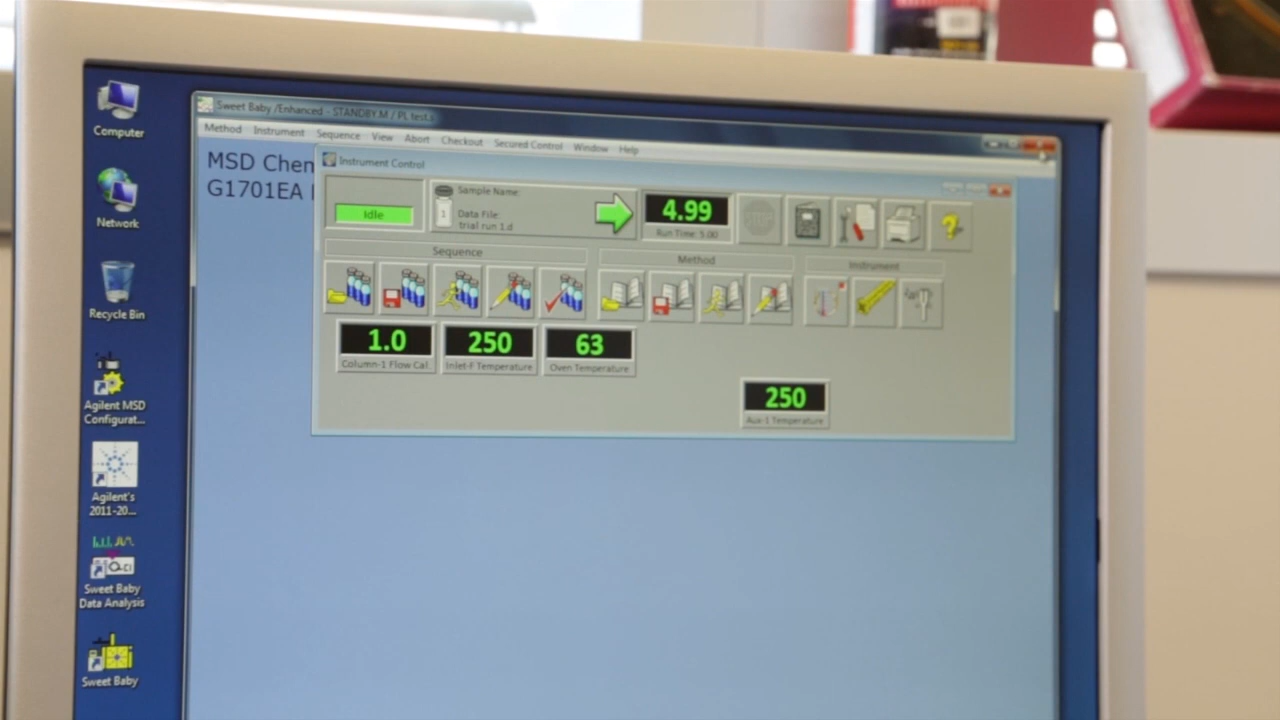 Computer
Network
Recycle Bin
Agilent MSD
Configurat...
Agilent's
2011-20...
Sweet Baby
Data Analysis
Sweet Baby
Sweet Baby /Enhanced - STANDBY.M / PL test.s
Method Instrument Sequence View Abort Checkout Secured Control Window Help
MSD Chem
G1701EA
Instrument Control
Idle
1
Sample Name:
Data File:
trial run 1.d
4.99
Run Time: 5.00
STOP
Sequence
Method
Instrument
1.0
Column-1 Flow Cal.
250
Inlet-F Temperature
63
Oven Temperature
250
Aux-1 Temperature